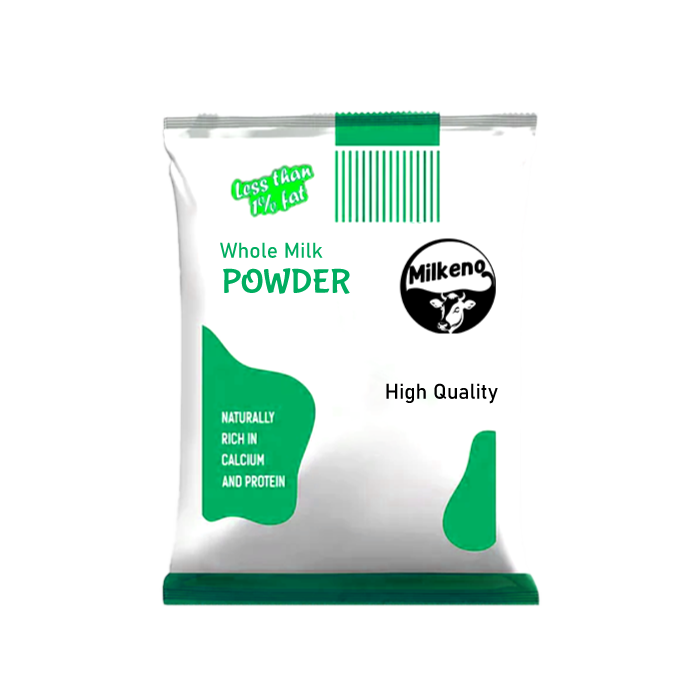 Less than
1% fat
Whole Milk
POWDER
Milkeno
High Quality
NATURALLY
RICH IN
CALCIUM
AND PROTEIN